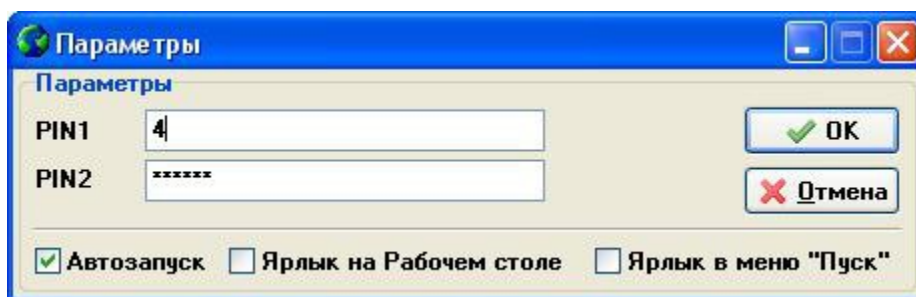 Параметры
Параметры
PIN1 4
OK
PIN2 ******
Отмена
Автозапуск Ярлык на Рабочем столе Ярлык в меню "Пуск"